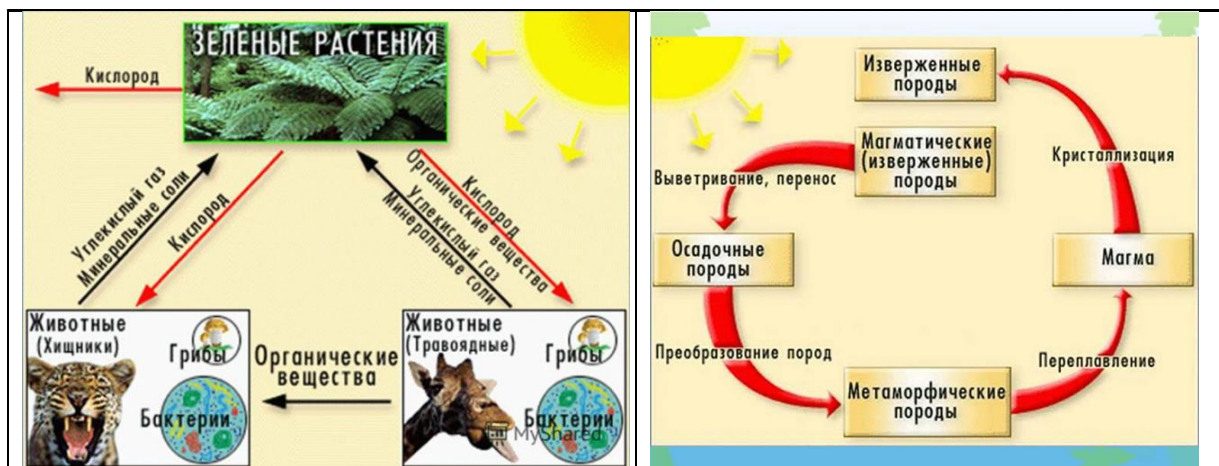 ЗЕЛЁНЫЕ РАСТЕНИЯ
Кислород
Углекислый газ
Минеральные соли
Кислород
Кислород
Органические вещества
Углекислый газ
Минеральные соли
Животные
(Хищники)
Грибы
Бактерии
Органические
вещества
Животные
(Травоядные)
Грибы
Бактерии
MyShared
Изверженные
породы
Магматические
(изверженные)
породы
Кристаллизация
Выветривание, перенос
Осадочные
породы
Магма
Преобразование пород
Переплавление
Метаморфические
породы